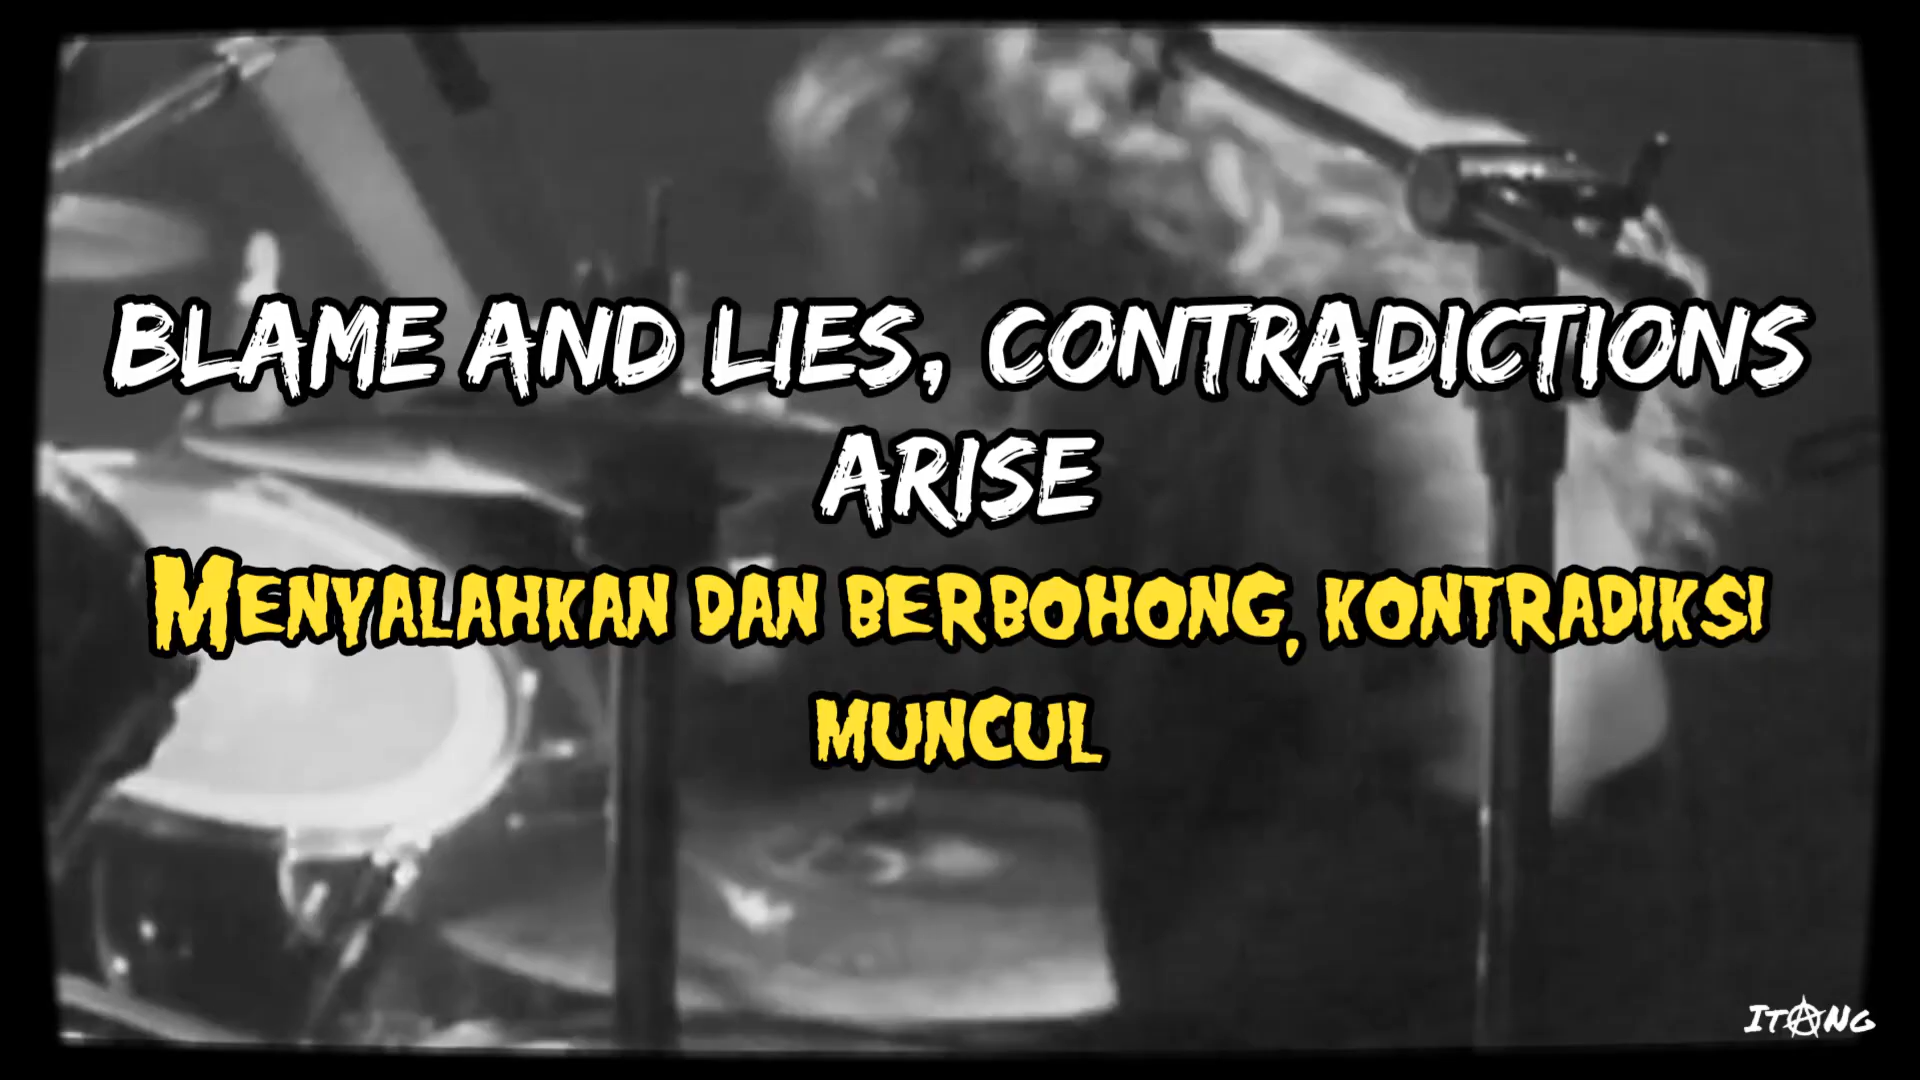 BLAME AND LIES, CONTRADICTIONS
ARISE
MENYALAHKAN DAN BERBOHONG, KONTRADIKSI
MUNCUL
ITANG